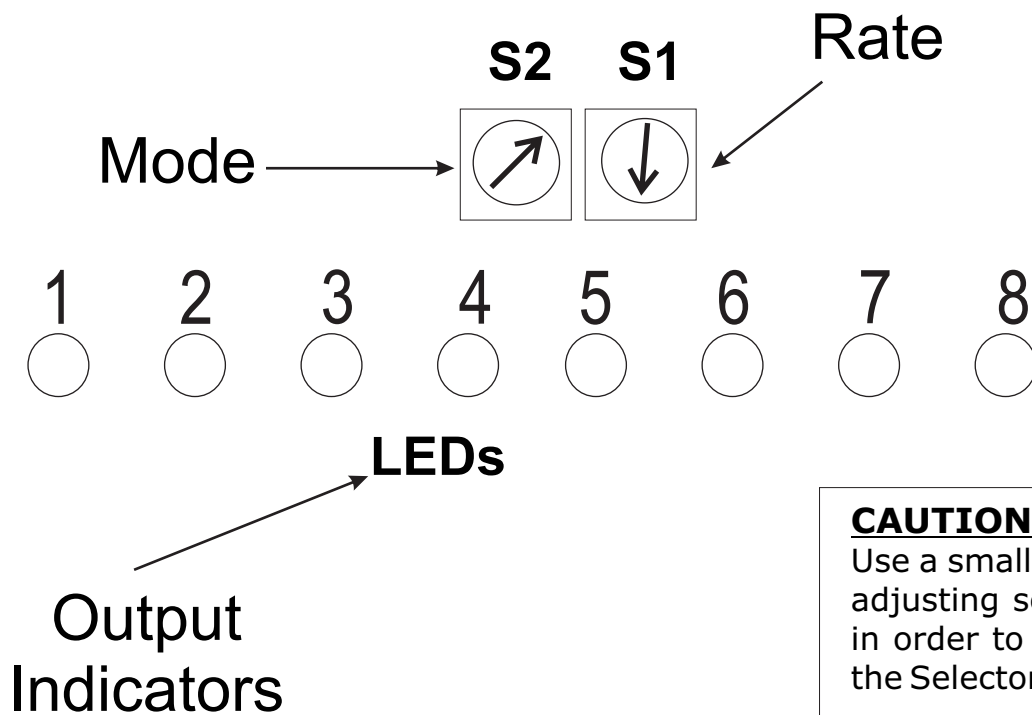 Rate
S2 S1
Mode
1 2 3 4 5 6 7 8
LEDs
Output
Indicators
CAUTION
Use a small
adjusting
in order to
the Selector